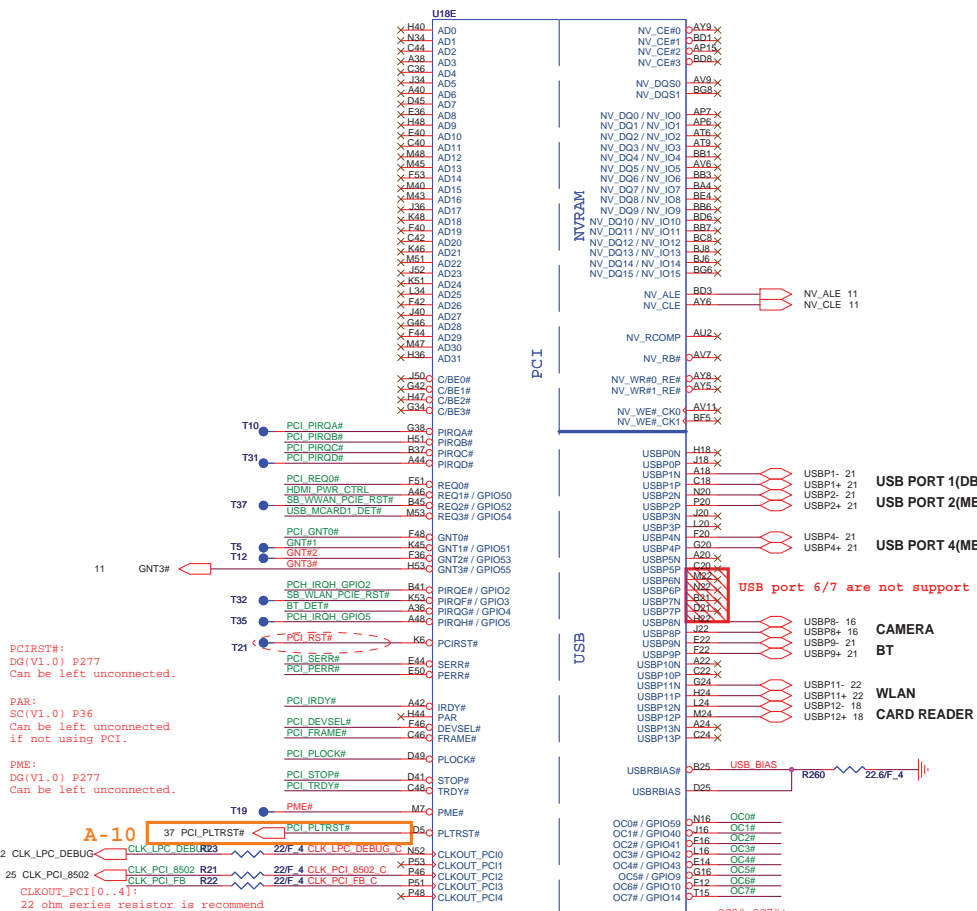 U18E
H40 AD0
N34 AD1
C44 AD2
A38 AD3
C36 AD4
J34 AD5
A40 AD6
D45 AD7
E36 AD8
H48 AD9
E40 AD10
C40 AD11
M48 AD12
M45 AD13
F53 AD14
M40 AD15
M43 AD16
J36 AD17
K48 AD18
F40 AD19
C42 AD20
K46 AD21
M51 AD22
J52 AD23
K51 AD24
L34 AD25
F42 AD26
J40 AD27
G46 AD28
F44 AD29
M47 AD30
H36 AD31
J50 C/BE0#
G42 C/BE1#
H47 C/BE2#
G34 C/BE3#
T10 PCI_PIRQA# G38 PIRQA#
PCI_PIRQB# H51 PIRQB#
PCI_PIRQC# B37 PIRQC#
T31 PCI_PIRQD# A44 PIRQD#
PCI_REQ0# F51 REQ0#
HDMI_PWR_CTRL A46 REQ1# / GPIO50
T37 SB_WWAN_PCIE_RST# B45 REQ2# / GPIO52
USB_MCARD1_DET# M53 REQ3# / GPIO54
PCI_GNT0# F48 GNT0#
T5 GNT#1 K45 GNT1# / GPIO51
T12 GNT#2 F36 GNT2# / GPIO53
11 GNT3# GNT3# H53 GNT3# / GPIO55
PCH_IRQH_GPIO2 B41 PIRQE# / GPIO2
T32 SB_WLAN_PCIE_RST# K53 PIRQF# / GPIO3
BT_DET# A36 PIRQG# / GPIO4
T35 PCH_IRQH_GPIO5 A48 PIRQH# / GPIO5
T21 PCI_RST# K6 PCIRST#
PCI_SERR# E44 SERR#
PCI_PERR# E50 PERR#
PCI_IRDY# A42 IRDY#
H44 PAR
PCI_DEVSEL# F46 DEVSEL#
PCI_FRAME# C46 FRAME#
PCI_PLOCK# D49 PLOCK#
PCI_STOP# D41 STOP#
PCI_TRDY# C48 TRDY#
T19 PME# M7 PME#
A-10
37 PCI_PLTRST# PCI_PLTRST# D5 PLTRST#
2 CLK_LPC_DEBUG CLK_LPC_DEBUG R23 22/F_4 CLK_LPC_DEBUG_C N52 CLKOUT_PCI0
P53 CLKOUT_PCI1
25 CLK_PCI_8502 CLK_PCI_8502 R21 22/F_4 CLK_PCI_8502_C P46 CLKOUT_PCI2
CLK_PCI_FB R22 22/F_4 CLK_PCI_FB_C P51 CLKOUT_PCI3
P48 CLKOUT_PCI4
PCIRST#:
DG(V1.0) P277
Can be left unconnected.
PAR:
SC(V1.0) P36
Can be left unconnected
if not using PCI.
PME:
DG(V1.0) P277
Can be left unconnected.
CLKOUT_PCI[0..4]:
22 ohm series resistor is recommend
PCI
NVRAM
USB
NV_CE#0 AY9
NV_CE#1 BD1
NV_CE#2 AP15
NV_CE#3 BD8
NV_DQS0 AV9
NV_DQS1 BG8
NV_DQ0 / NV_IO0 AP7
NV_DQ1 / NV_IO1 AP6
NV_DQ2 / NV_IO2 AT6
NV_DQ3 / NV_IO3 AT9
NV_DQ4 / NV_IO4 BB1
NV_DQ5 / NV_IO5 AV6
NV_DQ6 / NV_IO6 BB3
NV_DQ7 / NV_IO7 BA4
NV_DQ8 / NV_IO8 BE4
NV_DQ9 / NV_IO9 BB6
NV_DQ10 / NV_IO10 BD6
NV_DQ11 / NV_IO11 BB7
NV_DQ12 / NV_IO12 BC8
NV_DQ13 / NV_IO13 BJ8
NV_DQ14 / NV_IO14 BJ6
NV_DQ15 / NV_IO15 BG6
NV_ALE BD3 NV_ALE 11
NV_CLE AY6 NV_CLE 11
NV_RCOMP AU2
NV_RB# AV7
NV_WR#0_RE# AY8
NV_WR#1_RE# AY5
NV_WE#_CK0 AV11
NV_WE#_CK1 BF5
USBP0N H18
USBP0P J18
USBP1N A18 USBP1- 21
USBP1P C18 USBP1+ 21 USB PORT 1(DB
USBP2N N20 USBP2- 21
USBP2P P20 USBP2+ 21 USB PORT 2(MB
USBP3N J20
USBP3P L20
USBP4N F20 USBP4- 21
USBP4P G20 USBP4+ 21 USB PORT 4(MB
USBP5N A20
USBP5P C20
USBP6N M22
USBP6P N22
USBP7N B21
USBP7P D21
USB port 6/7 are not support
USBP8N H22 USBP8- 16
USBP8P J22 USBP8+ 16 CAMERA
USBP9N E22 USBP9- 21
USBP9P F22 USBP9+ 21 BT
USBP10N A22
USBP10P C22
USBP11N G24 USBP11- 22
USBP11P H24 USBP11+ 22 WLAN
USBP12N L24 USBP12- 18
USBP12P M24 USBP12+ 18 CARD READER
USBP13N A24
USBP13P C24
USBRBIAS# B25 USB_BIAS R260 22.6/F_4
USBRBIAS D25
OC0# / GPIO59 N16 OC0#
OC1# / GPIO40 J16 OC1#
OC2# / GPIO41 F16 OC2#
OC3# / GPIO42 L16 OC3#
OC4# / GPIO43 E14 OC4#
OC5# / GPIO9 G16 OC5#
OC6# / GPIO10 F12 OC6#
OC7# / GPIO14 T15 OC7#